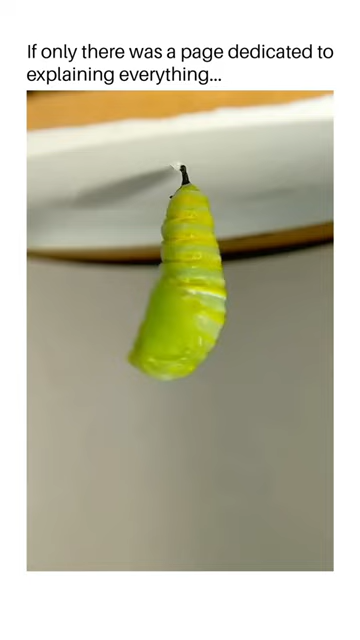 If only there was a page dedicated to
explaining everything...